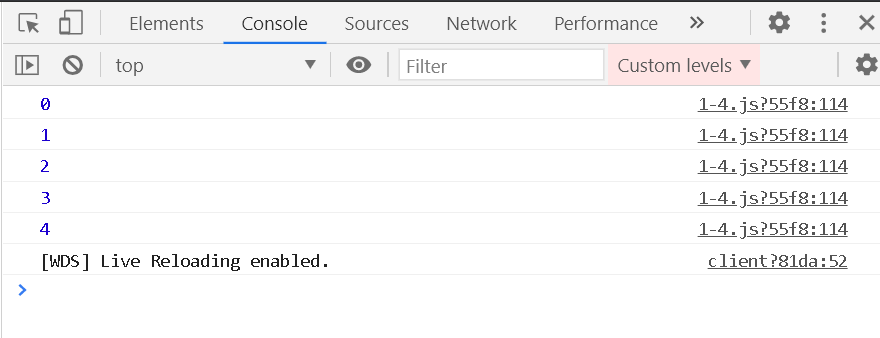 Elements Console Sources Network Performance »
top Filter Custom levels
0 1-4.js?55f8:114
1 1-4.js?55f8:114
2 1-4.js?55f8:114
3 1-4.js?55f8:114
4 1-4.js?55f8:114
[WDS] Live Reloading enabled. client?81da:52
>